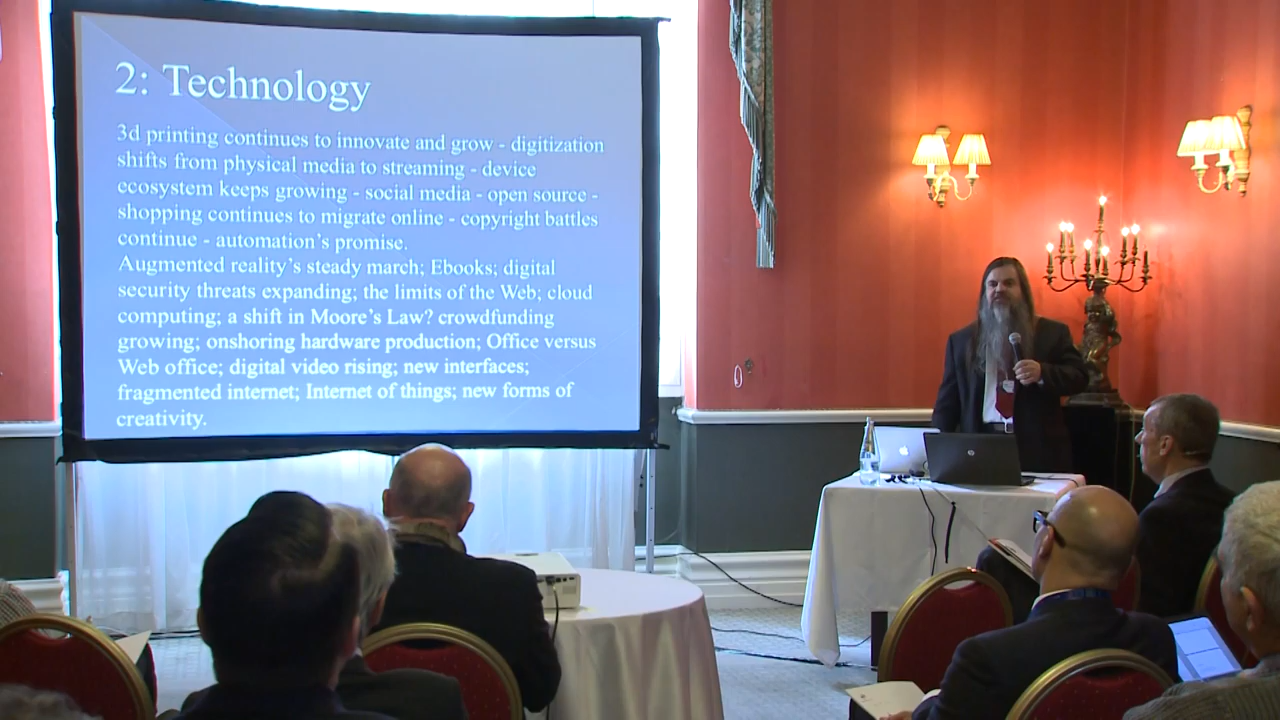 2: Technology
3d printing continues to innovate and grow - digitization
shifts from physical media to streaming - device
ecosystem keeps growing - social media - open source -
shopping continues to migrate online - copyright battles
continue - automation's promise.
Augmented reality's steady march; Ebooks; digital
security threats expanding; the limits of the Web; cloud
computing; a shift in Moore's Law? crowdfunding
growing; onshoring hardware production; Office versus
Web office; digital video rising; new interfaces;
fragmented internet; Internet of things; new forms of
creativity.